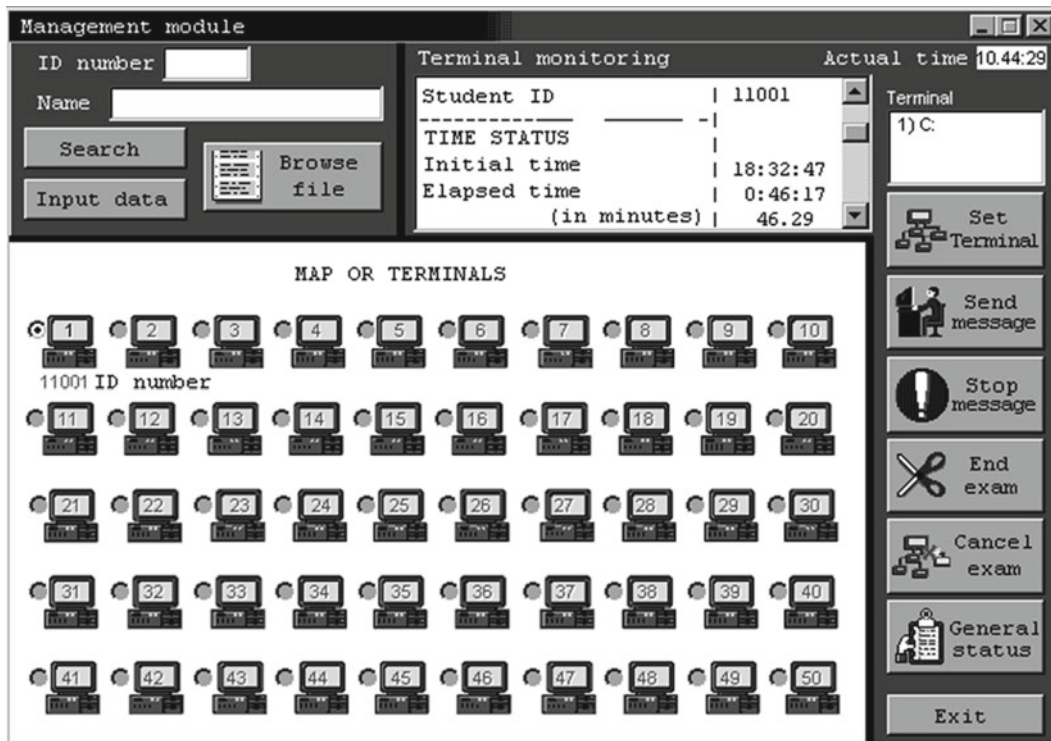 Management module
ID number
Name
Search
Input data
Browse
file
Terminal monitoring
Actual time 10.44:29
Student ID | 11001
------------ ------ -|
TIME STATUS |
Initial time | 18:32:47
Elapsed time | 0:46:17
(in minutes) | 46.29
Terminal
1) C:
Set
Terminal
Send
message
Stop
message
End
exam
Cancel
exam
General
status
Exit
MAP OR TERMINALS
1 2 3 4 5 6 7 8 9 10
11001 ID number
11 12 13 14 15 16 17 18 19 20
21 22 23 24 25 26 27 28 29 30
31 32 33 34 35 36 37 38 39 40
41 42 43 44 45 46 47 48 49 50